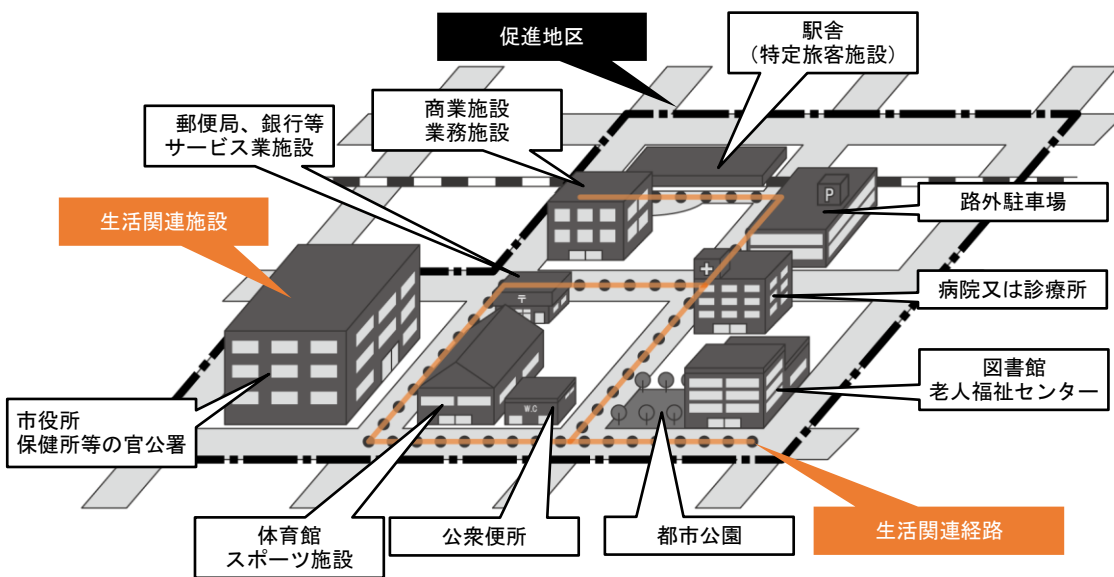 促進地区
駅舎
(特定旅客施設)
商業施設
業務施設
郵便局、銀行等
サービス業施設
生活関連施設
P
路外駐車場
病院又は診療所
〒
図書館
老人福祉センター
市役所
保健所等の官公署
W.C
体育館
スポーツ施設
公衆便所
都市公園
生活関連経路